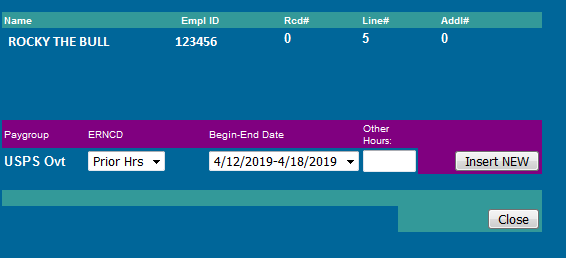 Name Empl ID Rcd# Line# Addl#
ROCKY THE BULL 123456 0 5 0
Paygroup ERNCD Begin-End Date Other Hours:
USPS Ovt Prior Hrs 4/12/2019-4/18/2019 Insert NEW
Close